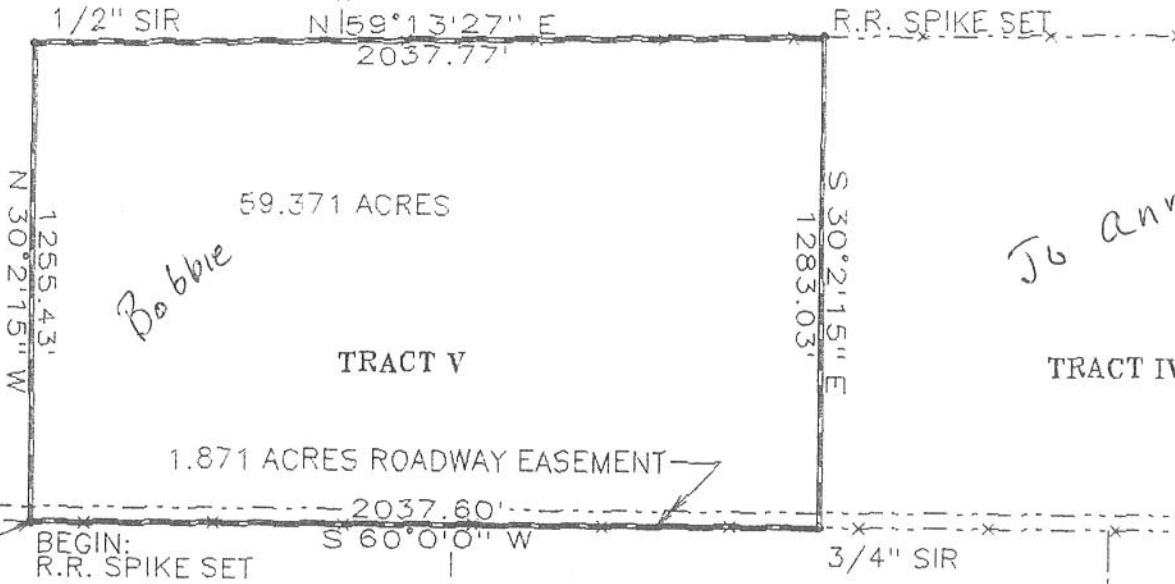 1/2" SIR
N 59°13'27" E
R.R. SPIKE SET
2037.77'
N 30°2'15" W
1255.43'
59.371 ACRES
Bobbie
1283.03'
S 30°2'15" E
Jo ann
TRACT V
TRACT IV
1.871 ACRES ROADWAY EASEMENT
2037.60'
S 60°0'0" W
BEGIN:
R.R. SPIKE SET
3/4" SIR